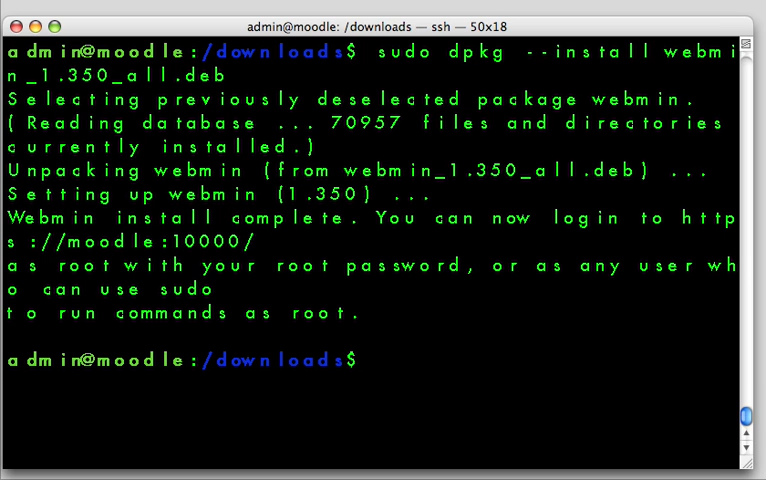 admin@moodle: /downloads — ssh — 50x18
admin@moodle:/downloads$ sudo dpkg --install webmi
n_1.350_all.deb
Selecting previously deselected package webmin.
(Reading database ... 70957 files and directories
currently installed.)
Unpacking webmin (from webmin_1.350_all.deb) ...
Setting up webmin (1.350) ...
Webmin install complete. You can now login to http
s://moodle:10000/
as root with your root password, or as any user wh
o can use sudo
to run commands as root.
admin@moodle:/downloads$